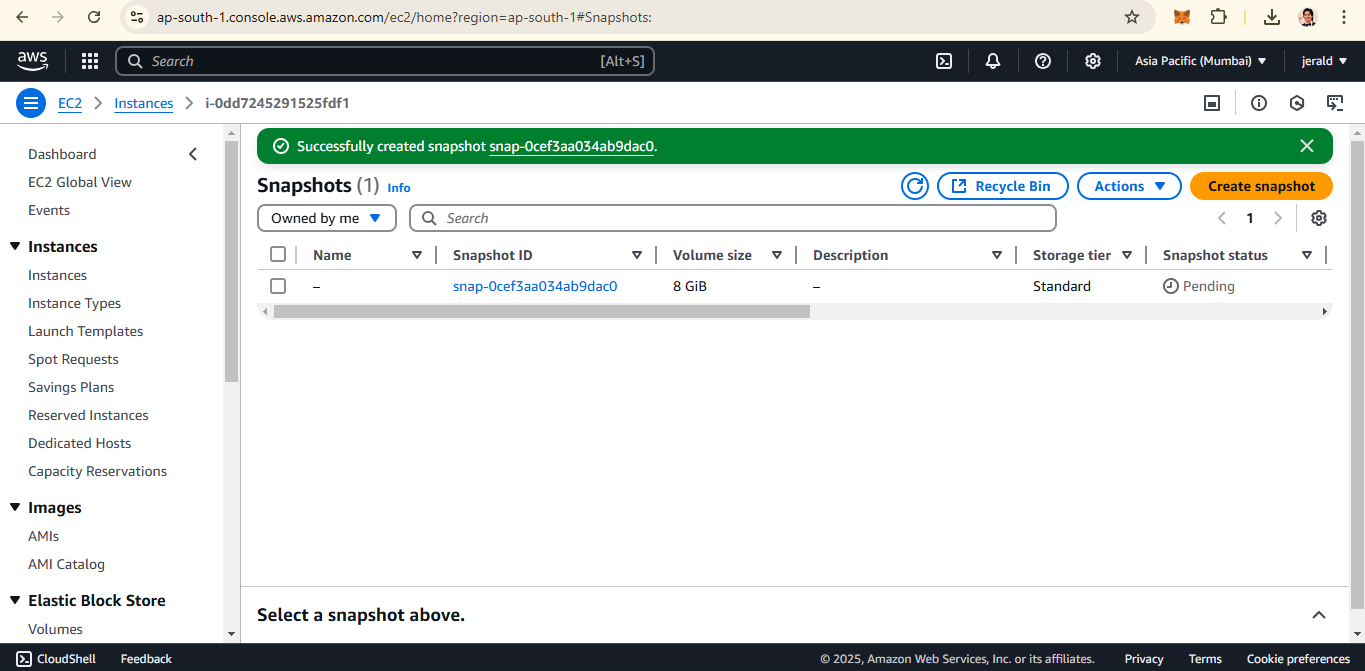 ap-south-1.console.aws.amazon.com/ec2/home?region=ap-south-1#Snapshots:
aws
Search [Alt+S]
Asia Pacific (Mumbai)
jerald
EC2 Instances i-0dd7245291525fdf1
Dashboard
EC2 Global View
Events
Instances
Instances
Instance Types
Launch Templates
Spot Requests
Savings Plans
Reserved Instances
Dedicated Hosts
Capacity Reservations
Images
AMIs
AMI Catalog
Elastic Block Store
Volumes
Successfully created snapshot snap-0cef3aa034ab9dac0.
Snapshots (1) Info
Recycle Bin
Actions
Create snapshot
Owned by me
Search
1
Name Snapshot ID Volume size Description Storage tier Snapshot status
– snap-0cef3aa034ab9dac0 8 GiB – Standard Pending
Select a snapshot above.
CloudShell Feedback © 2025, Amazon Web Services, Inc. or its affiliates. Privacy Terms Cookie preferences